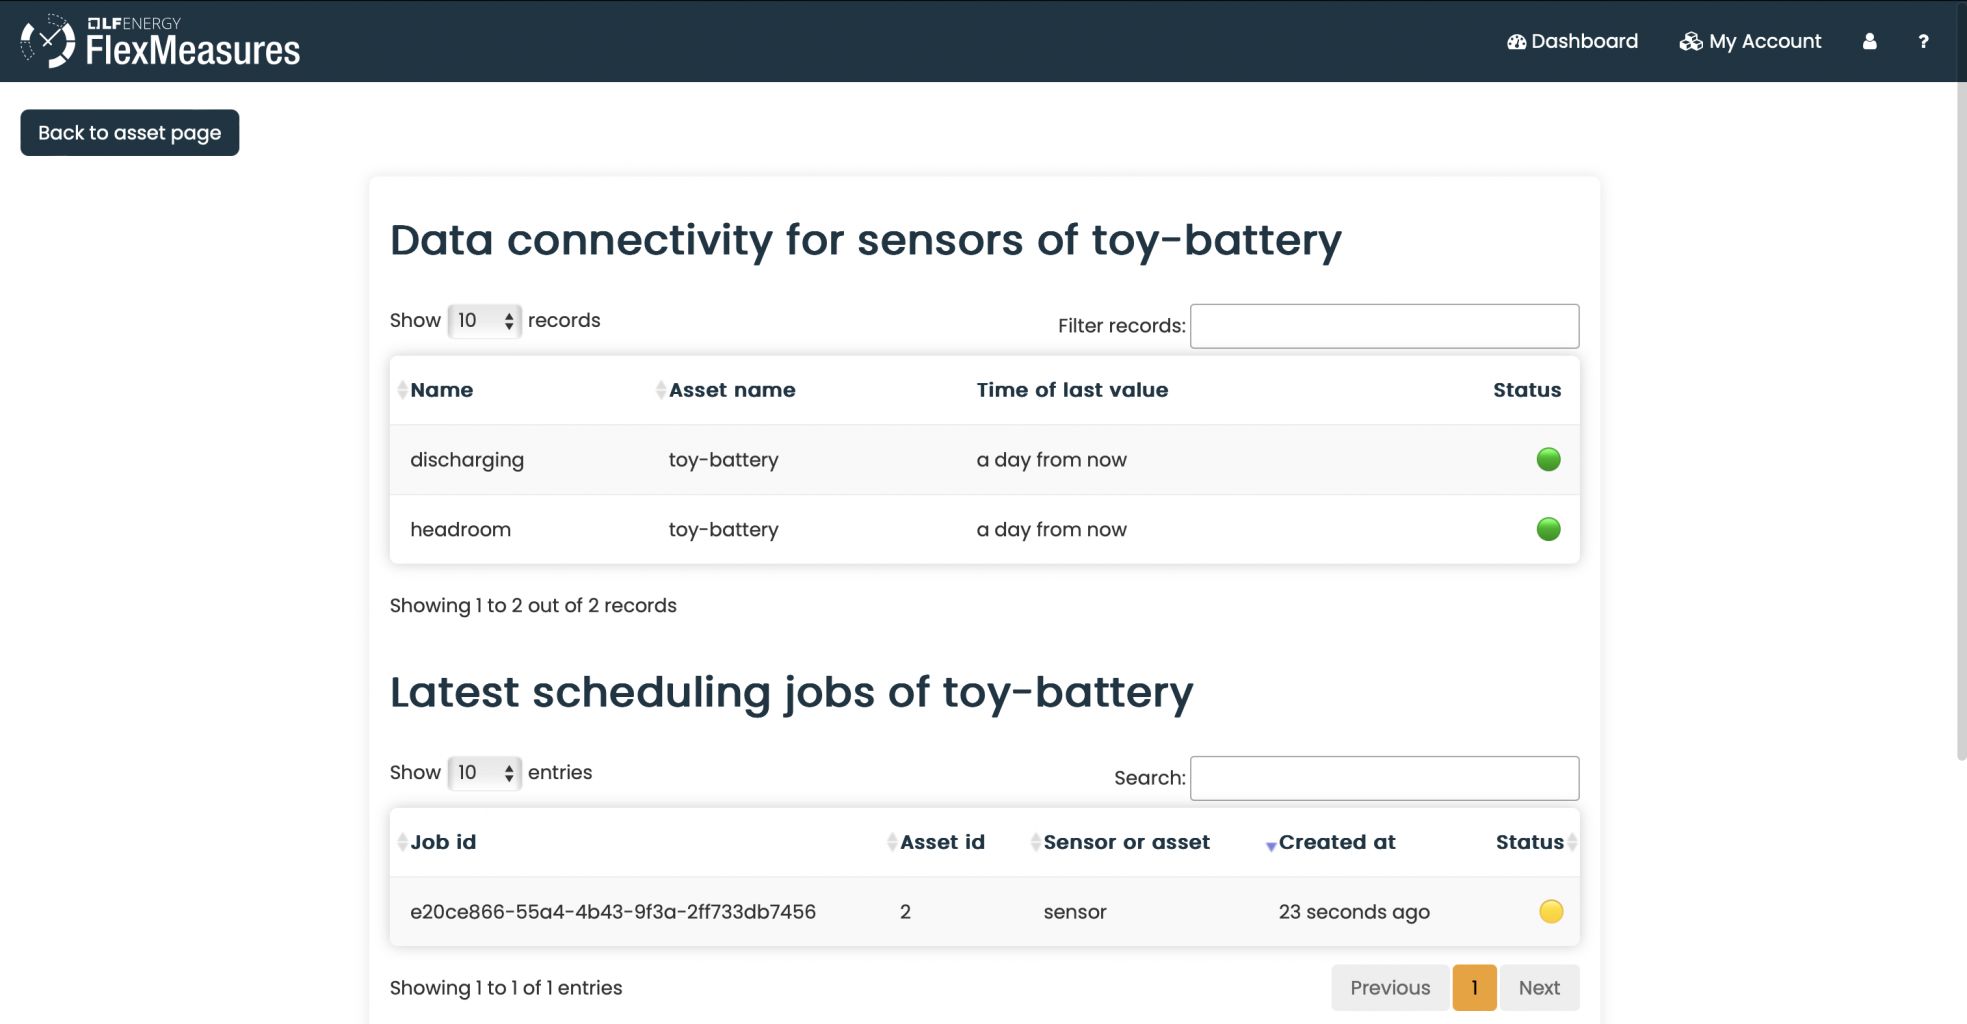 LFENERGY
FlexMeasures
Dashboard
My Account
?
Back to asset page
Data connectivity for sensors of toy-battery
Show 10 records
Filter records:
Name Asset name Time of last value Status
discharging toy-battery a day from now
headroom toy-battery a day from now
Showing 1 to 2 out of 2 records
Latest scheduling jobs of toy-battery
Show 10 entries
Search:
Job id Asset id Sensor or asset Created at Status
e20ce866-55a4-4b43-9f3a-2ff733db7456 2 sensor 23 seconds ago
Showing 1 to 1 of 1 entries
Previous 1 Next